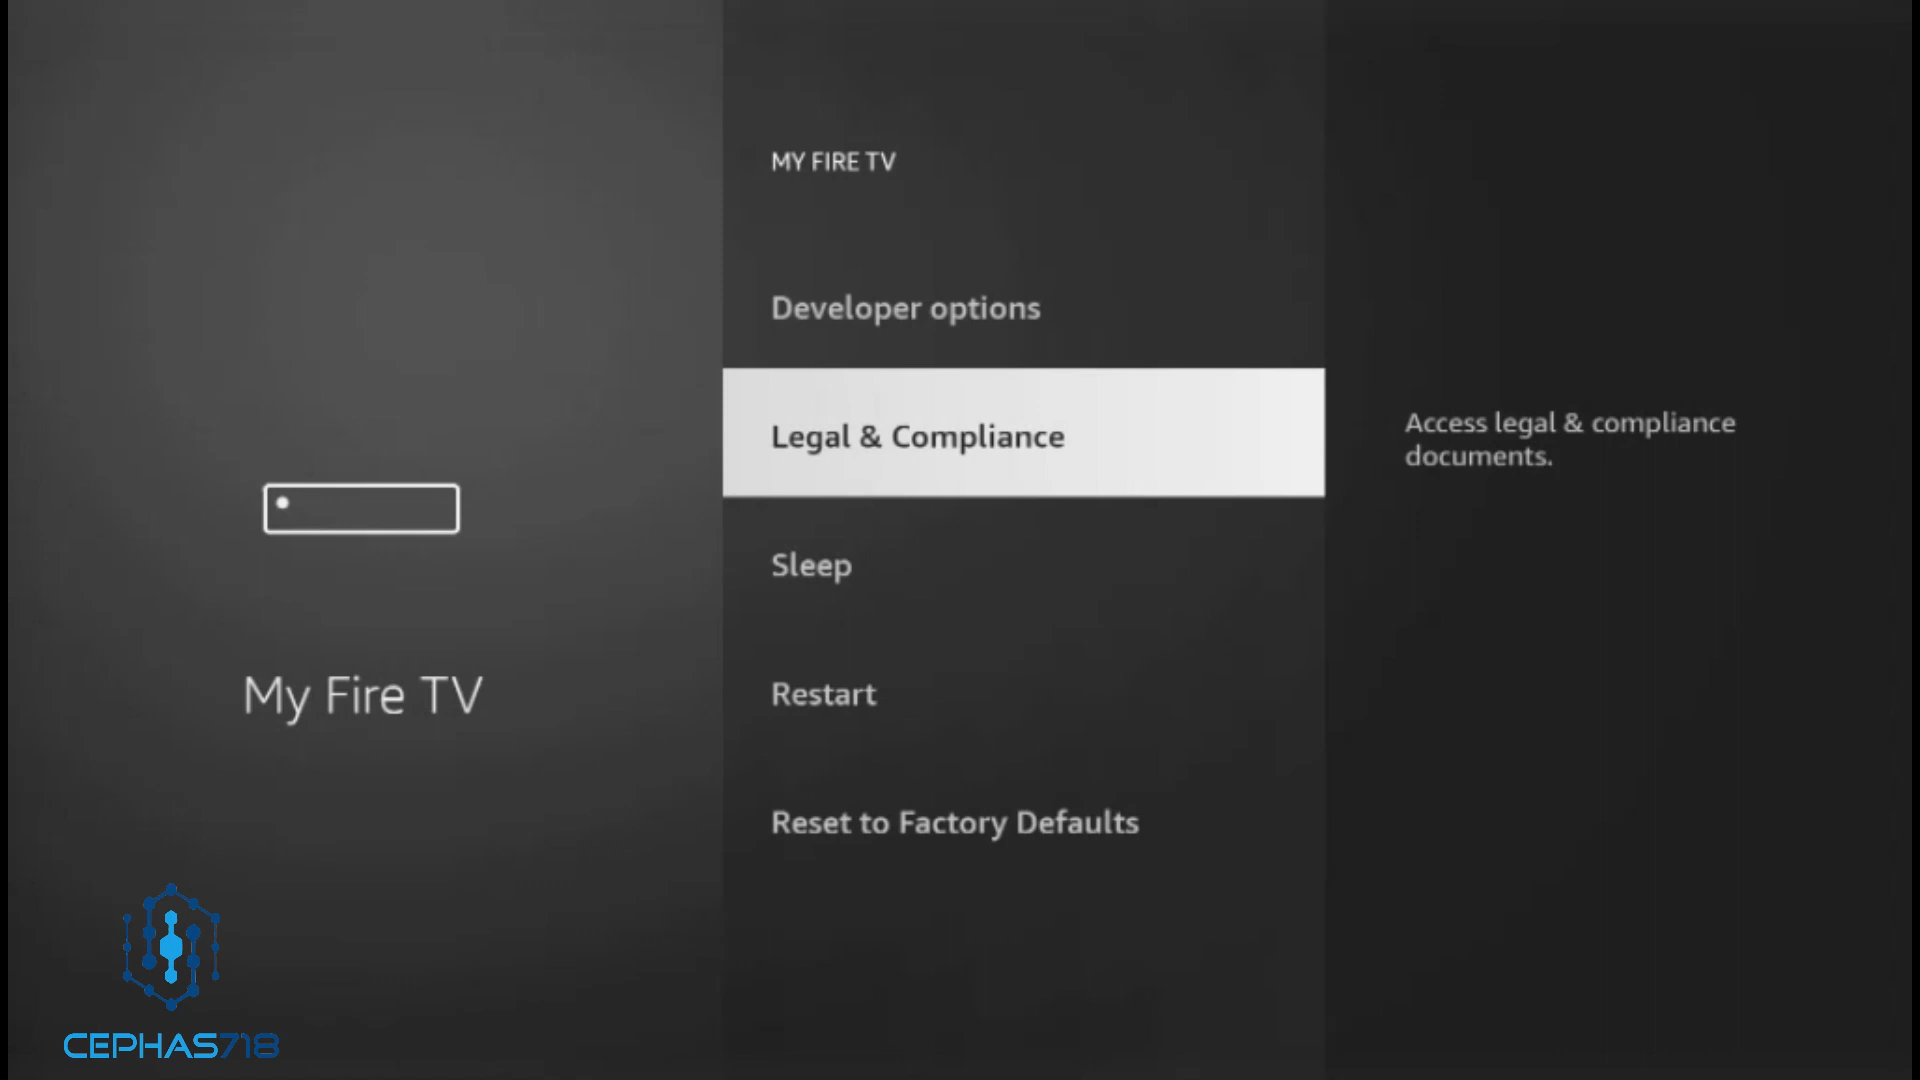 MY FIRE TV
Developer options
Legal & Compliance
Sleep
Restart
Reset to Factory Defaults
My Fire TV
Access legal & compliance
documents.
CEPHAS718